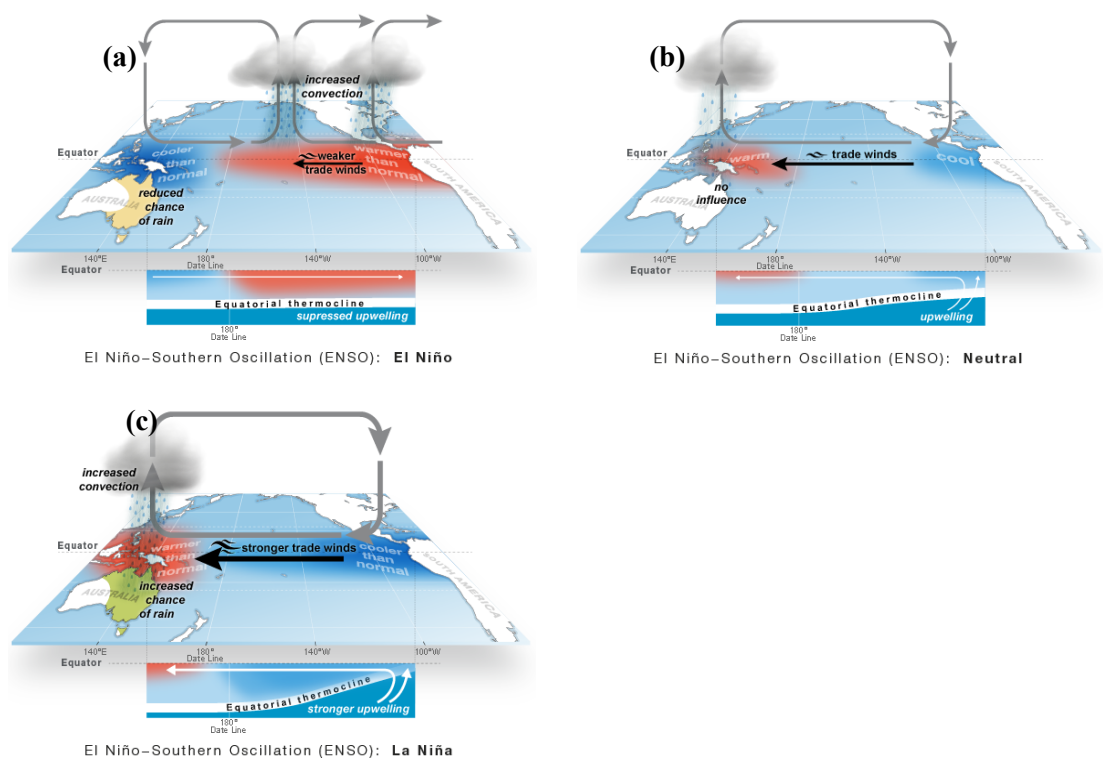 (a)
increased
convection
Equator
cooler
than
normal
weaker
trade winds
warmer
than
normal
AUSTRALIA
reduced
chance
of rain
SOUTH AMERICA
140°E
180°
Date Line
140°W
100°W
Equator
Equatorial thermocline
supressed upwelling
180°
Date Line
El Niño–Southern Oscillation (ENSO): El Niño
(b)
Equator
warm
trade winds
cool
AUSTRALIA
no
influence
SOUTH AMERICA
140°E
180°
Date Line
140°W
100°W
Equator
Equatorial thermocline
upwelling
180°
Date Line
El Niño–Southern Oscillation (ENSO): Neutral
(c)
increased
convection
Equator
warmer
than
normal
stronger trade winds
cooler
than
normal
AUSTRALIA
increased
chance
of rain
SOUTH AMERICA
140°E
180°
Date Line
140°W
100°W
Equator
Equatorial thermocline
stronger upwelling
180°
Date Line
El Niño–Southern Oscillation (ENSO): La Niña